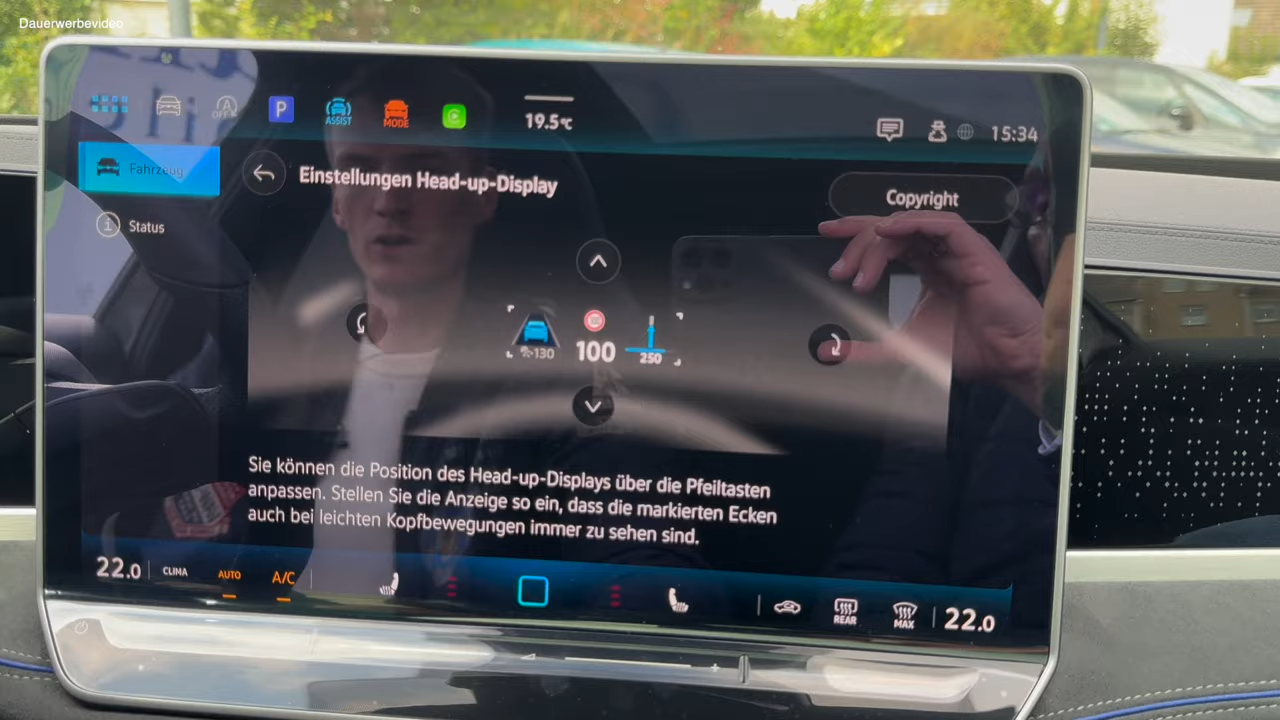 Dauerwerbevideo
OFF
P
ASSIST
MODE
19.5°C
15:34
Fahrzeug
Einstellungen Head-up-Display
Copyright
Status
130
100
250
Sie können die Position des Head-up-Displays über die Pfeiltasten
anpassen. Stellen Sie die Anzeige so ein, dass die markierten Ecken
auch bei leichten Kopfbewegungen immer zu sehen sind.
22.0 CLIMA AUTO A/C REAR MAX 22.0